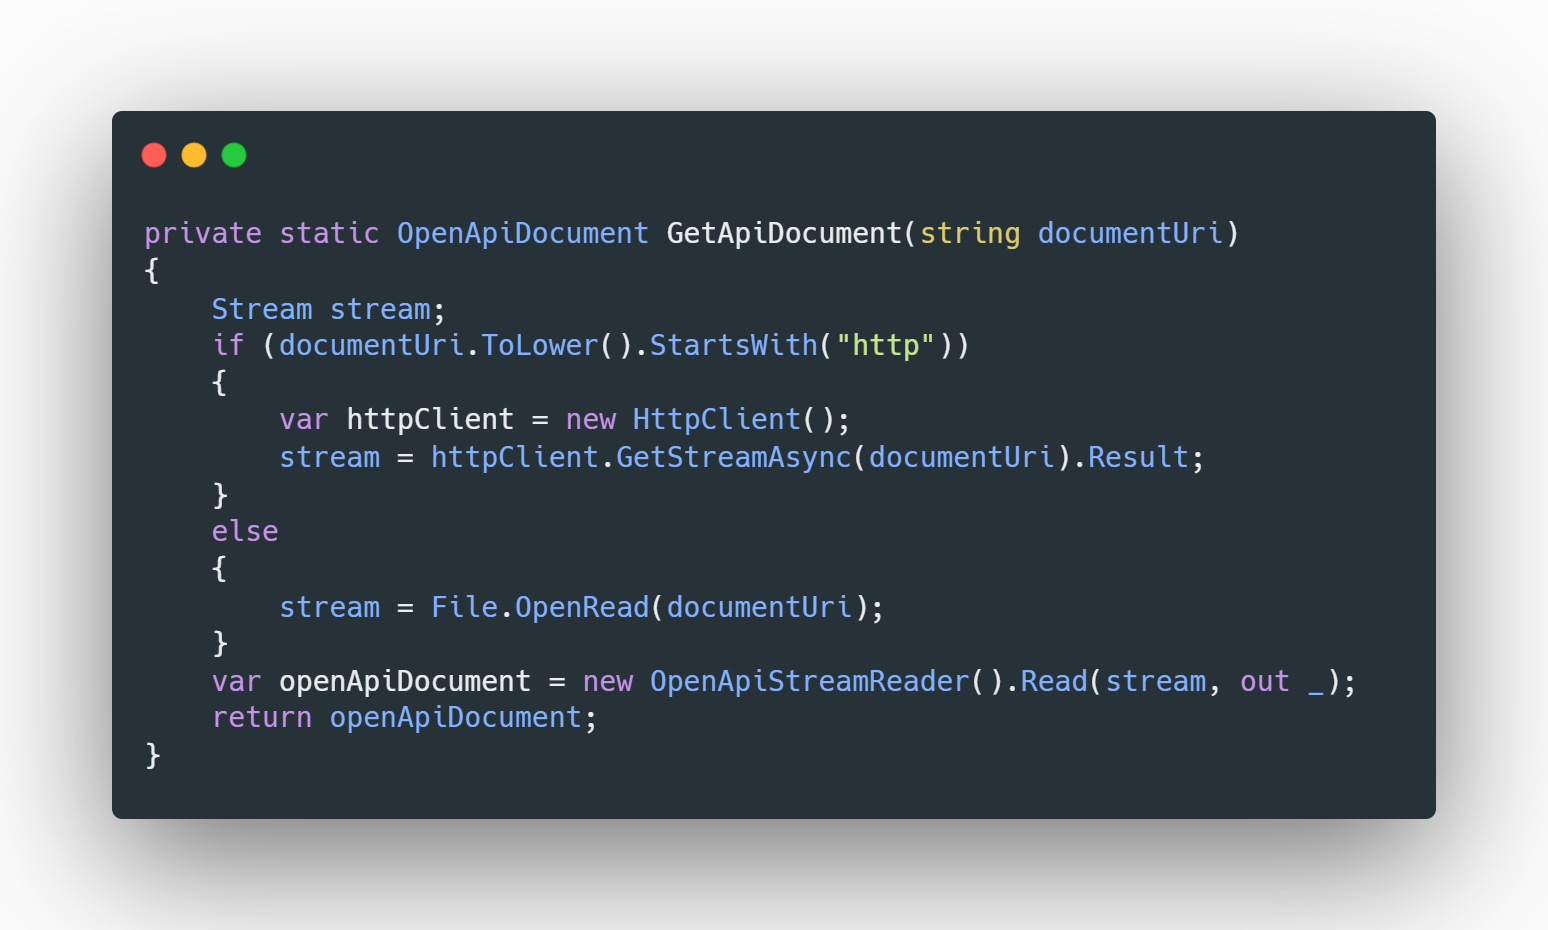 private static OpenApiDocument GetApiDocument(string documentUri)
{
    Stream stream;
    if (documentUri.ToLower().StartsWith("http"))
    {
        var httpClient = new HttpClient();
        stream = httpClient.GetStreamAsync(documentUri).Result;
    }
    else
    {
        stream = File.OpenRead(documentUri);
    }
    var openApiDocument = new OpenApiStreamReader().Read(stream, out _);
    return openApiDocument;
}